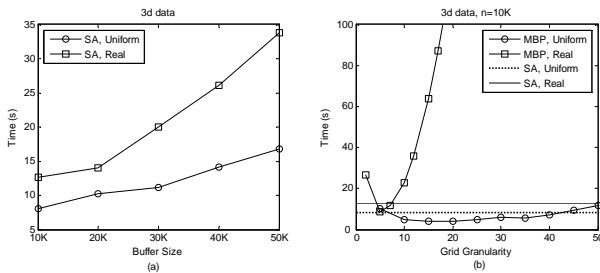 3d data
35
30
25
20
15
10
5
10K 20K 30K 40K 50K
Time (s)
Buffer Size
(a)
SA, Uniform
SA, Real
3d data, n=10K
100
80
60
40
20
0
0 10 20 30 40 50
Time (s)
Grid Granularity
(b)
MBP, Uniform
MBP, Real
SA, Uniform
SA, Real